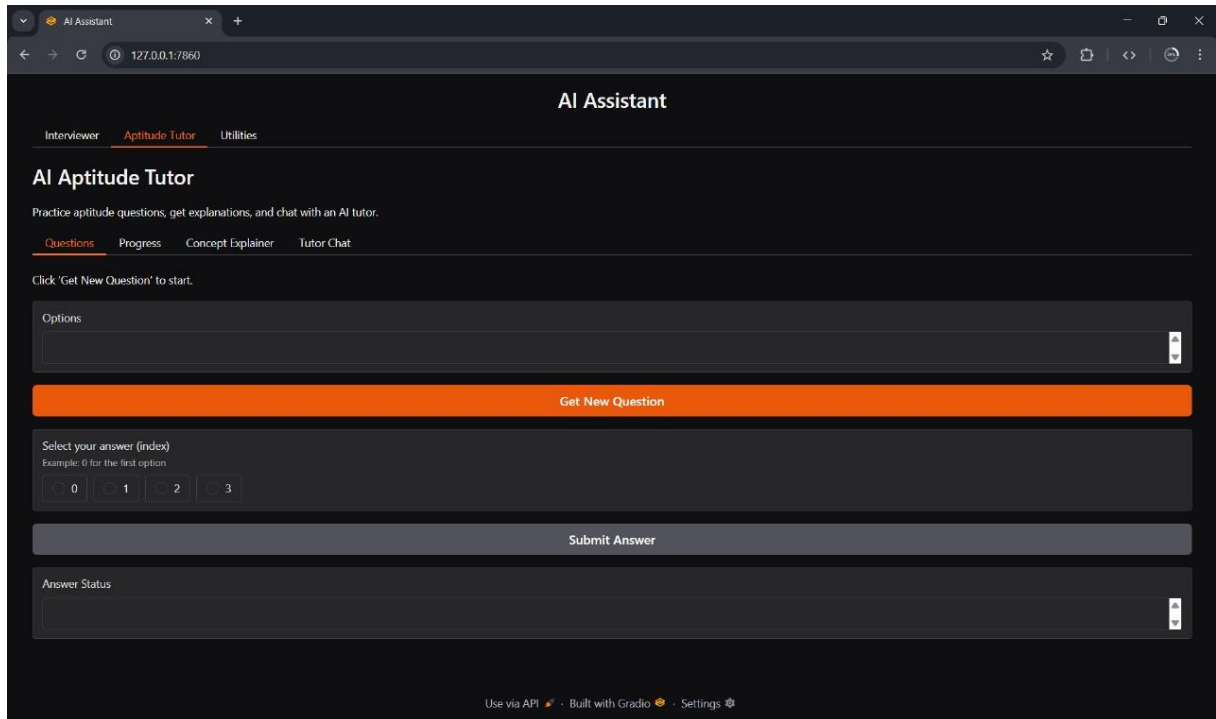 AI Assistant
127.0.0.1:7860
AI Assistant
Interviewer Aptitude Tutor Utilities
AI Aptitude Tutor
Practice aptitude questions, get explanations, and chat with an AI tutor.
Questions Progress Concept Explainer Tutor Chat
Click 'Get New Question' to start.
Options
Get New Question
Select your answer (index)
Example: 0 for the first option
0 1 2 3
Submit Answer
Answer Status
Use via API · Built with Gradio · Settings